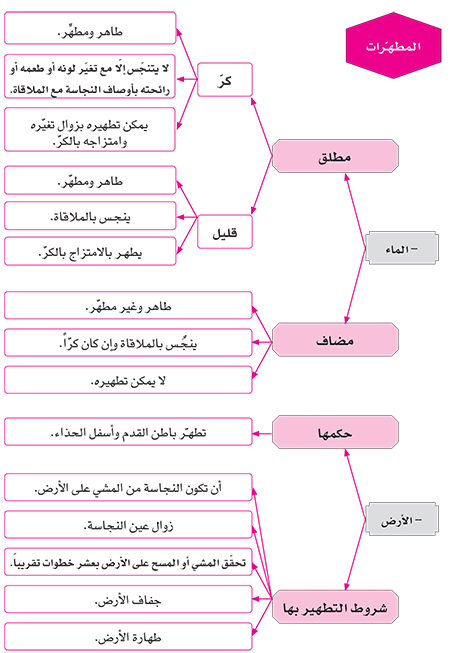 المطهّرات
– الماء
مطلق
كرّ
طاهر ومطهِّر.
لا يتنجّس إلّا مع تغيّر لونه أو طعمه أو
رائحته بأوصاف النجاسة مع الملاقاة.
يمكن تطهيره بزوال تغيّره
وامتزاجه بالكرّ.
قليل
طاهر ومطهّر.
ينجس بالملاقاة.
يطهر بالامتزاج بالكرّ.
مضاف
طاهر وغير مطهّر.
ينجُّس بالملاقاة وإن كان كرّاً.
لا يمكن تطهيره.
– الأرض
حكمها
تطهّر باطن القدم وأسفل الحذاء.
شروط التطهير بها
أن تكون النجاسة من المشي على الأرض.
زوال عين النجاسة.
تحقّق المشي أو المسح على الأرض بعشر خطوات تقريباً.
جفاف الأرض.
طهارة الأرض.